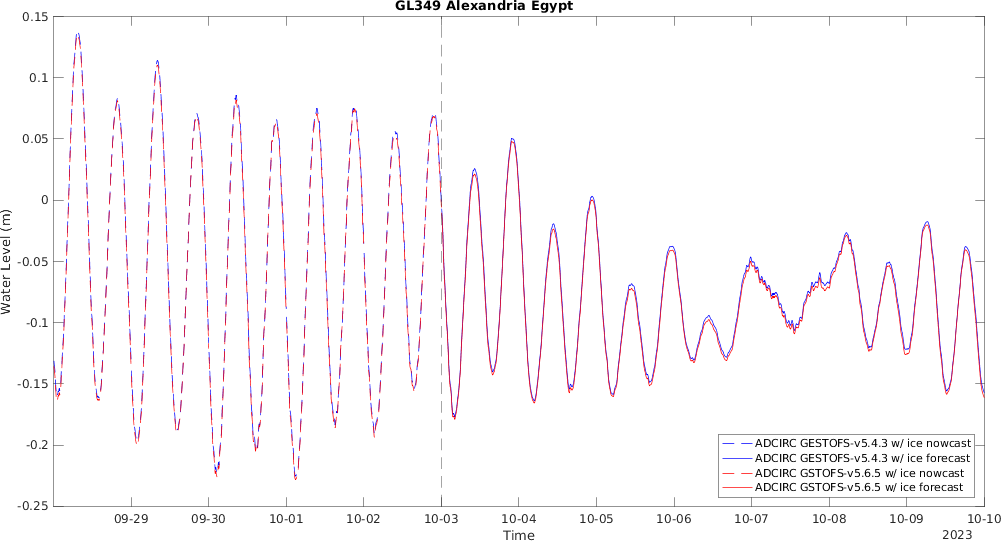 GL349 Alexandria Egypt
0.15
0.1
0.05
0
-0.05
-0.1
-0.15
-0.2
-0.25
Water Level (m)
09-29 09-30 10-01 10-02 10-03 10-04 10-05 10-06 10-07 10-08 10-09 10-10
Time
2023
ADCIRC GESTOFS-v5.4.3 w/ ice nowcast
ADCIRC GESTOFS-v5.4.3 w/ ice forecast
ADCIRC GSTOFS-v5.6.5 w/ ice nowcast
ADCIRC GSTOFS-v5.6.5 w/ ice forecast